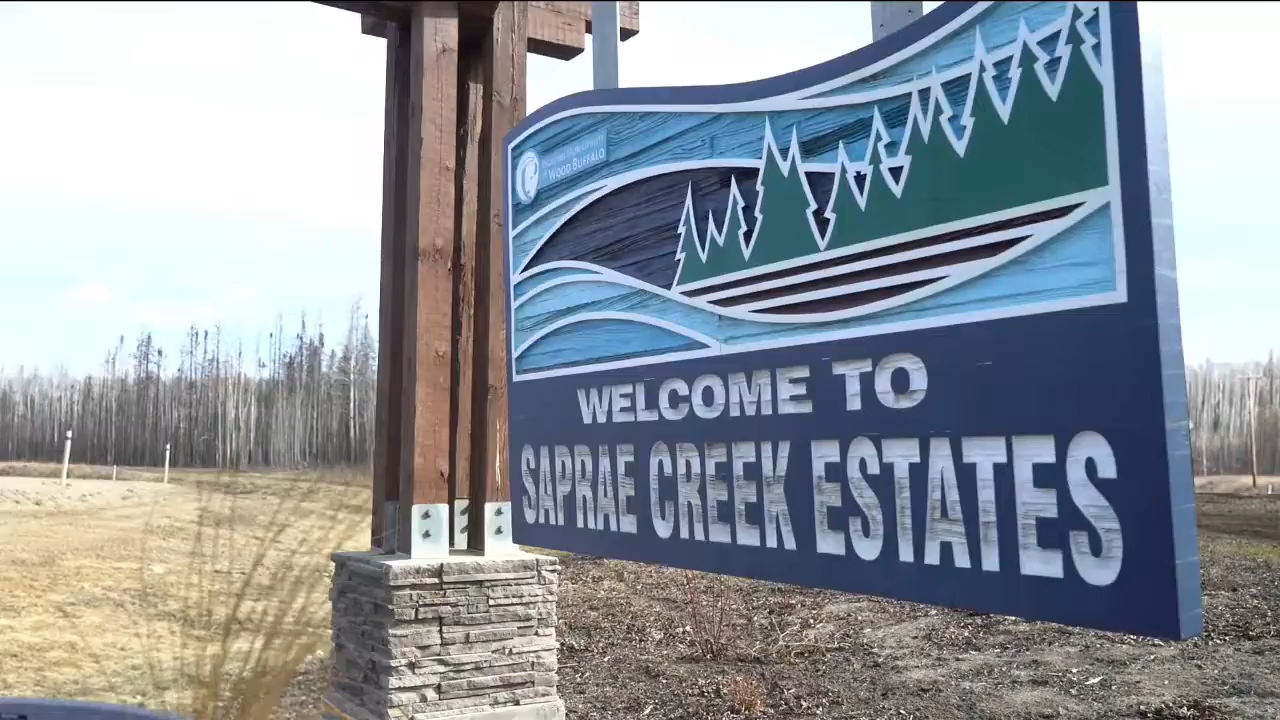 REGIONAL MUNICIPALITY
OF WOOD BUFFALO
WELCOME TO
SAPRAE CREEK ESTATES